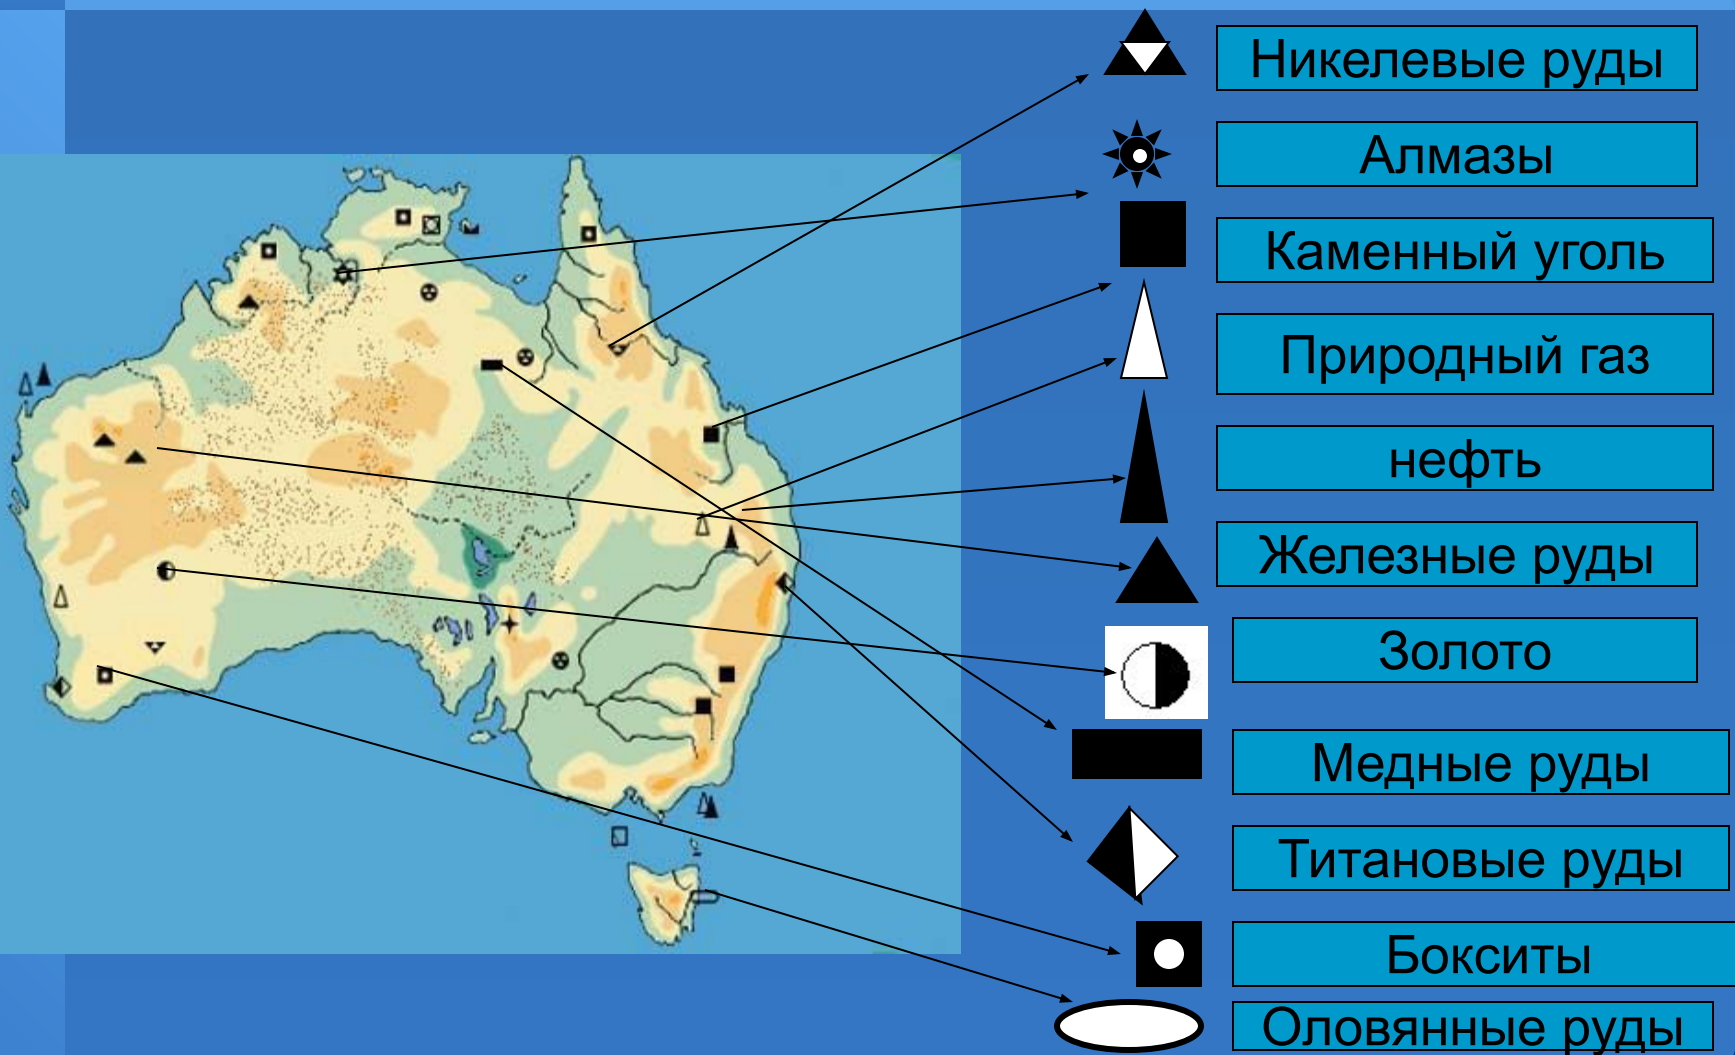 Никелевые руды
Алмазы
Каменный уголь
Природный газ
нефть
Железные руды
Золото
Медные руды
Титановые руды
Бокситы
Оловянные руды